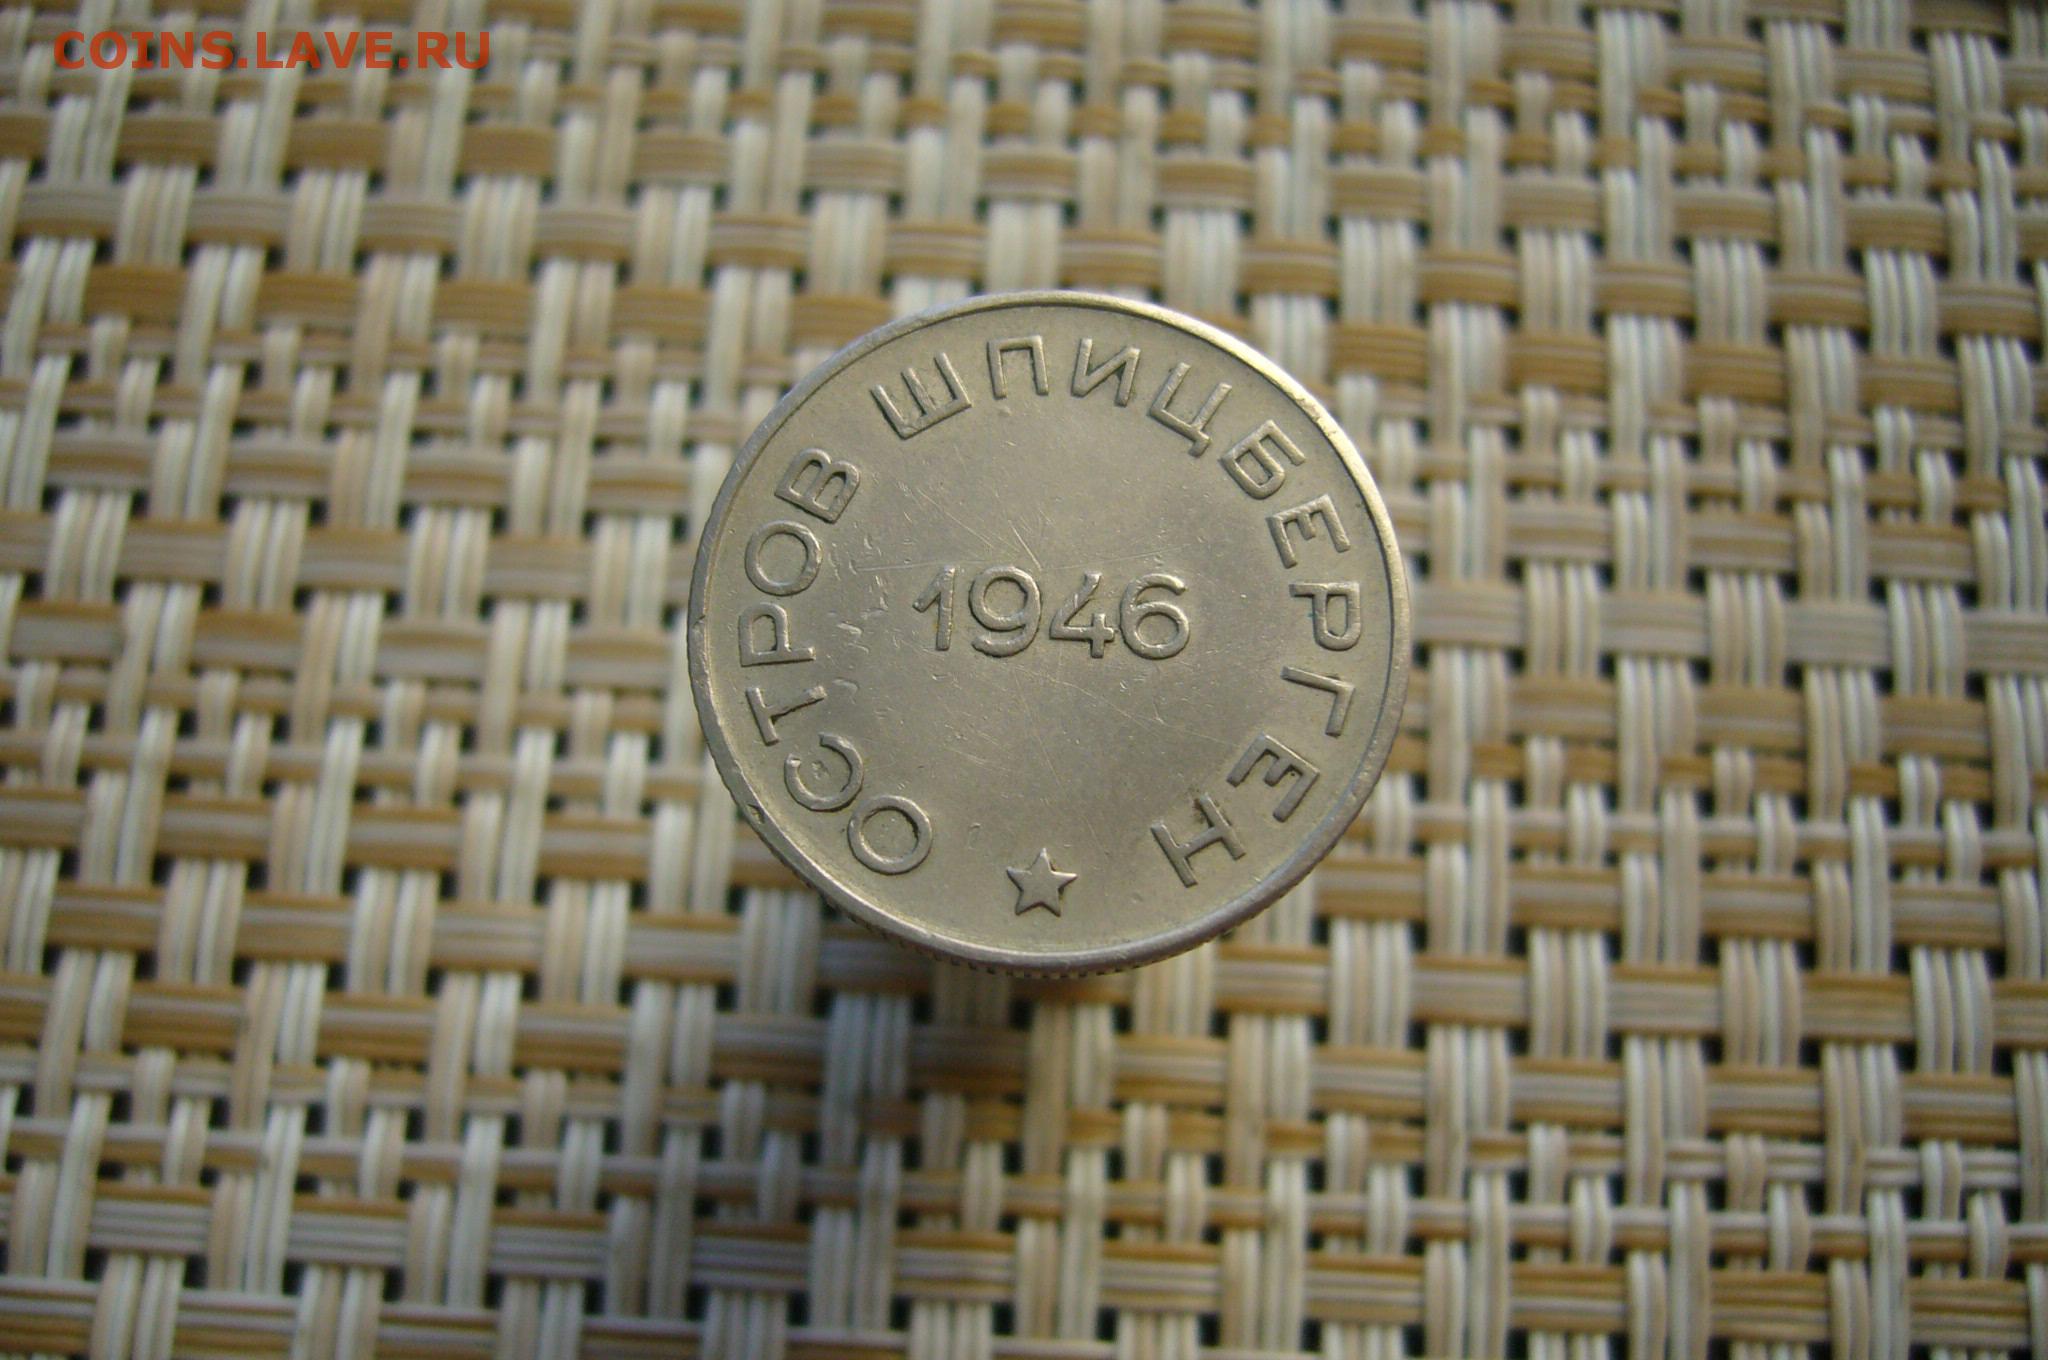 COINS.LAVE.RU
ОСТРОВ ШПИЦБЕРГЕН
1946